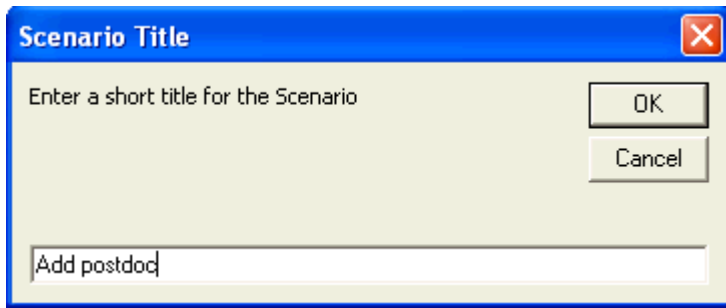 Scenario Title
Enter a short title for the Scenario
OK
Cancel
Add postdoc